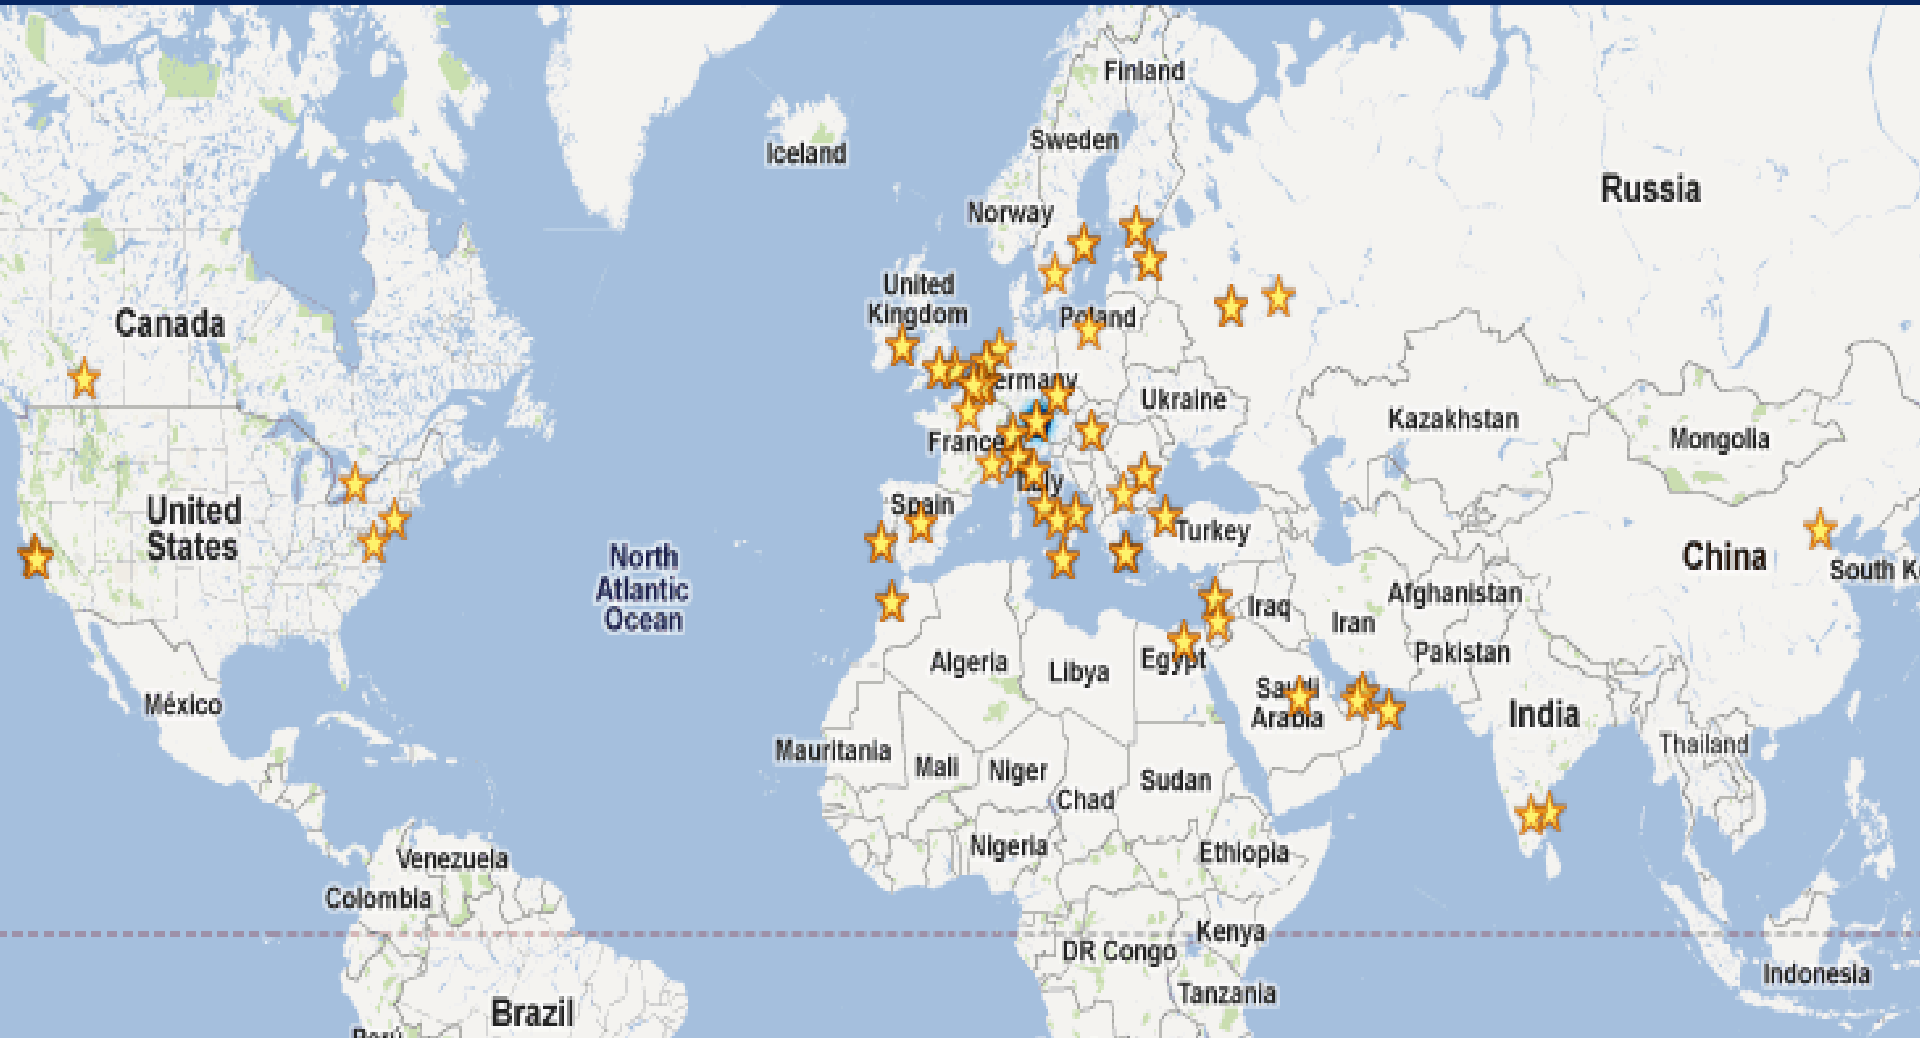 Finland
Sweden
Iceland
Russia
Norway
United
Kingdom
Canada
Poland
Germany
Ukraine
Kazakhstan
Mongolia
France
Italy
Spain
United
States
Turkey
China
North
Atlantic
Ocean
South K
Afghanistan
Iraq
Iran
Pakistan
Algeria
Libya
Egypt
Saudi
Arabia
México
India
Thailand
Mauritania
Mali
Niger
Sudan
Chad
Nigeria
Ethiopia
Venezuela
Colombia
Kenya
DR Congo
Indonesia
Tanzania
Brazil
Perú